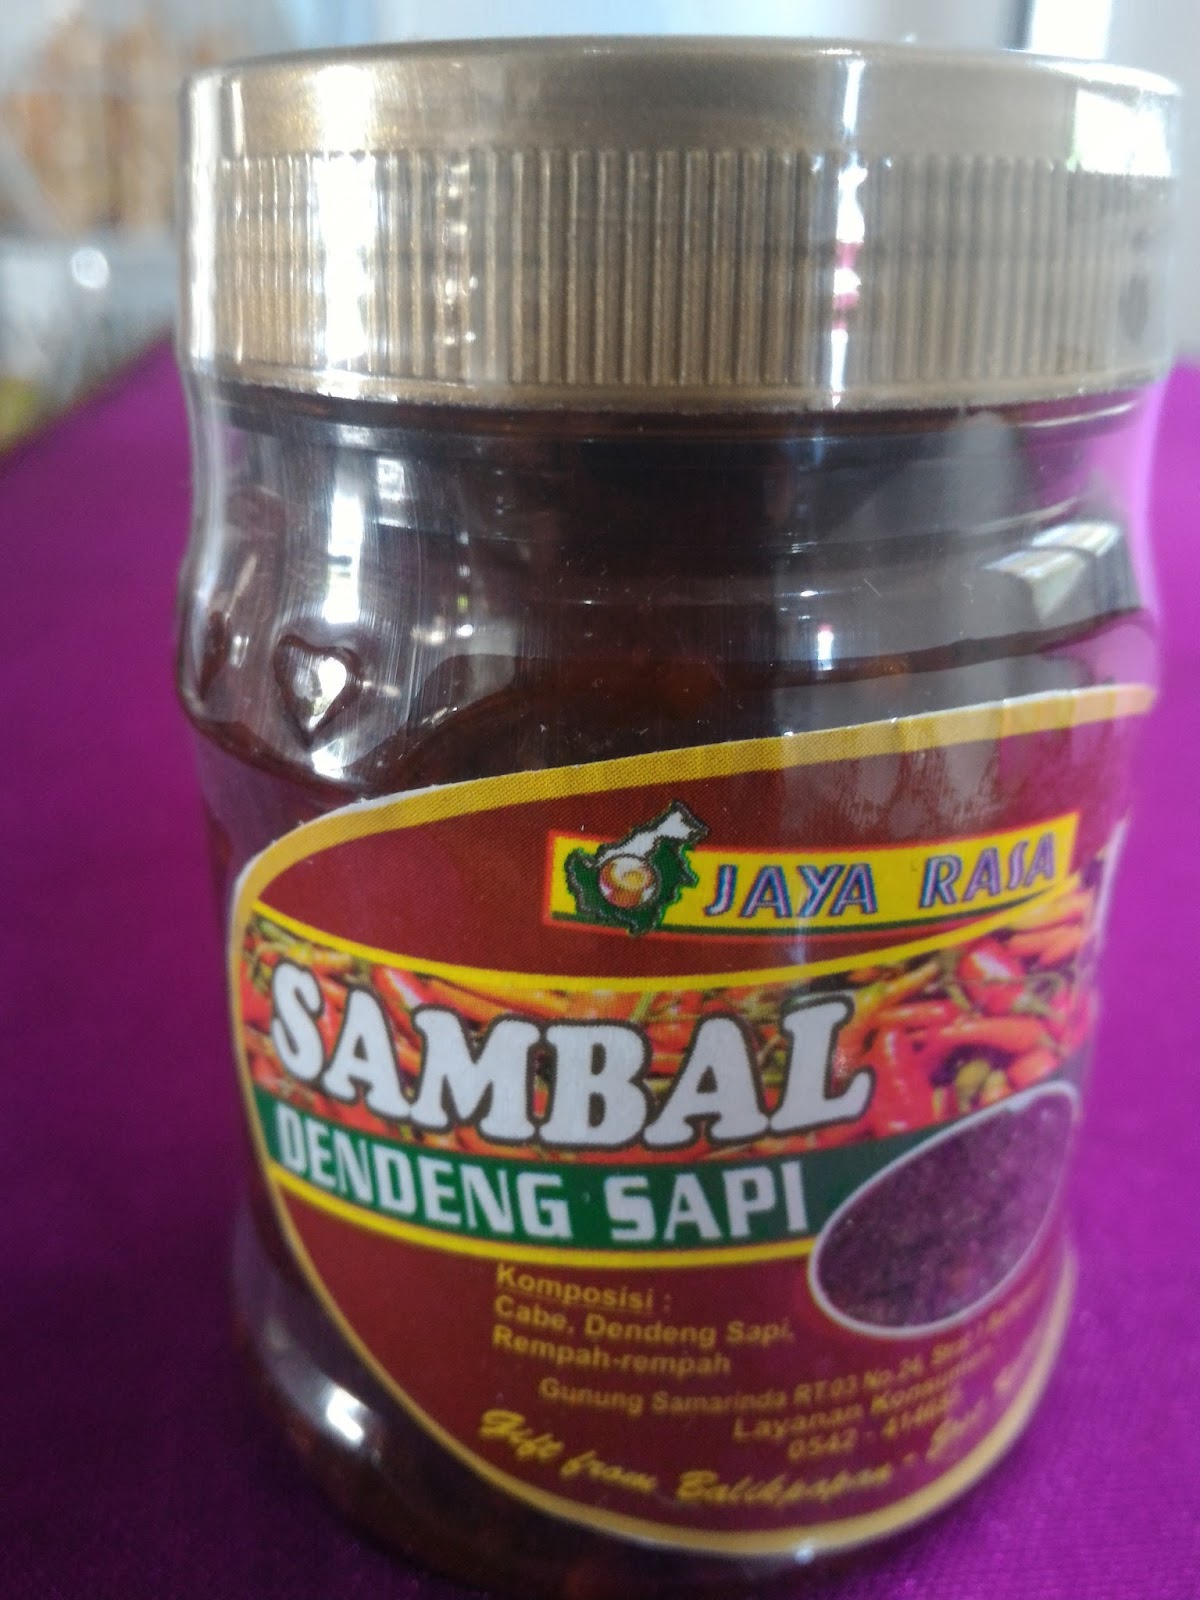 JAYA RASA
SAMBAL
DENDENG SAPI
Komposisi :
Cabe, Dendeng Sapi,
Rempah-rempah
Gunung Samarinda RT.03 No.24,
Layanan
0542 -
Gift from Balikpapan -